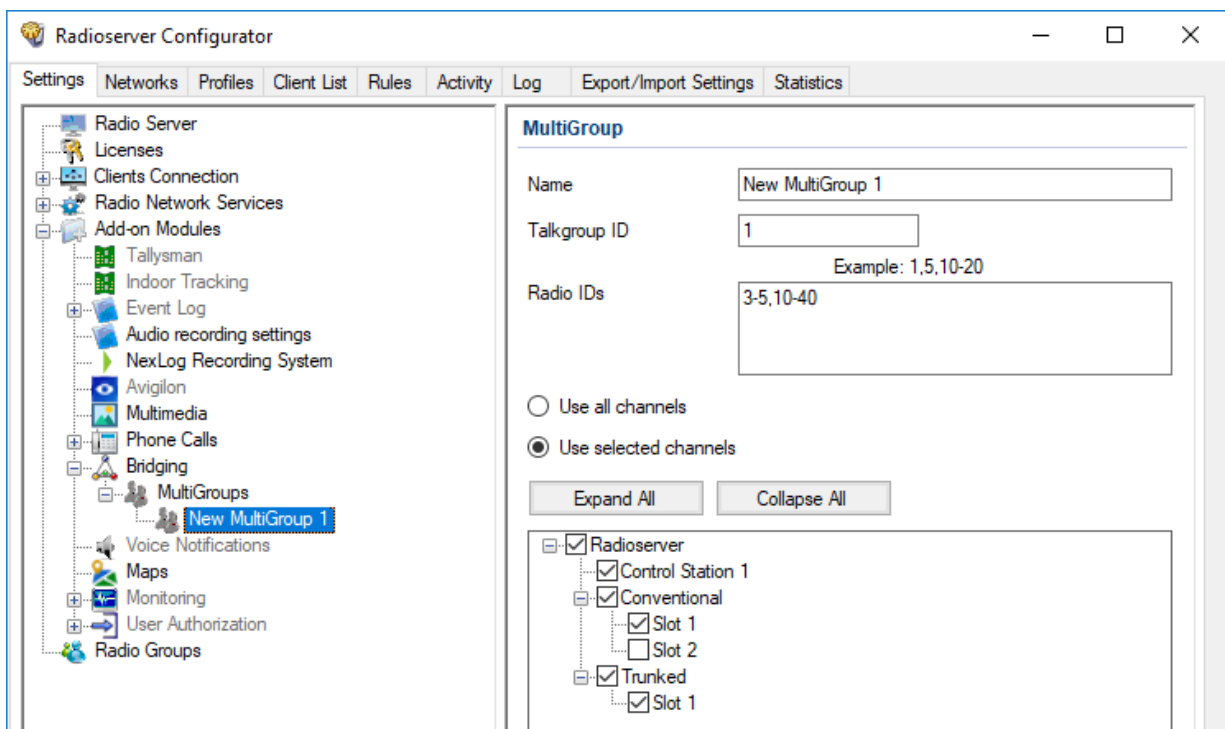 Radioserver Configurator
Settings Networks Profiles Client List Rules Activity Log Export/Import Settings Statistics
Radio Server
Licenses
Clients Connection
Radio Network Services
Add-on Modules
Tallysman
Indoor Tracking
Event Log
Audio recording settings
NexLog Recording System
Avigilon
Multimedia
Phone Calls
Bridging
MultiGroups
New MultiGroup 1
Voice Notifications
Maps
Monitoring
User Authorization
Radio Groups
MultiGroup
Name New MultiGroup 1
Talkgroup ID 1
Example: 1,5,10-20
Radio IDs 3-5,10-40
Use all channels
Use selected channels
Expand All Collapse All
Radioserver
Control Station 1
Conventional
Slot 1
Slot 2
Trunked
Slot 1